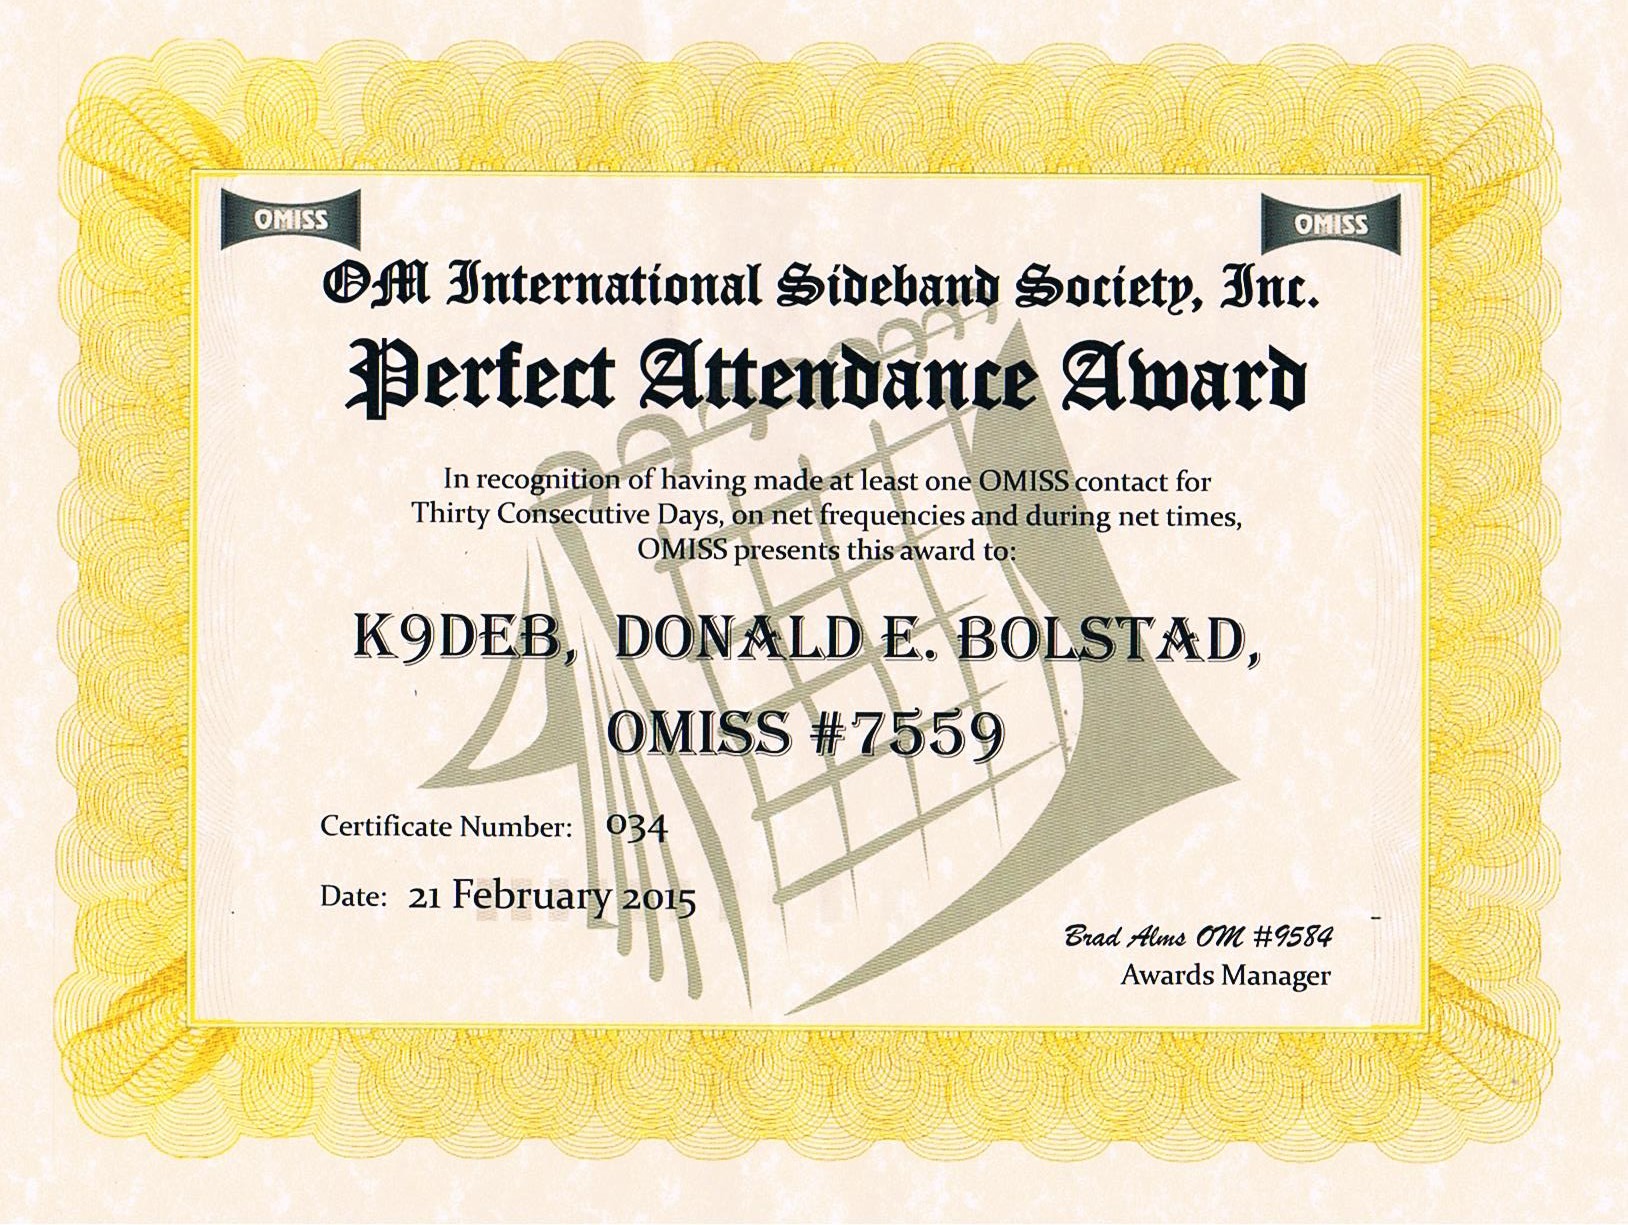 OMISS
OMISS
OM International Sideband Society, Inc.
Perfect Attendance Award
In recognition of having made at least one OMISS contact for
Thirty Consecutive Days, on net frequencies and during net times,
OMISS presents this award to:
K9DEB, DONALD E. BOLSTAD,
OMISS #7559
Certificate Number: 034
Date: 21 February 2015
Brad Alms OM #9584
Awards Manager